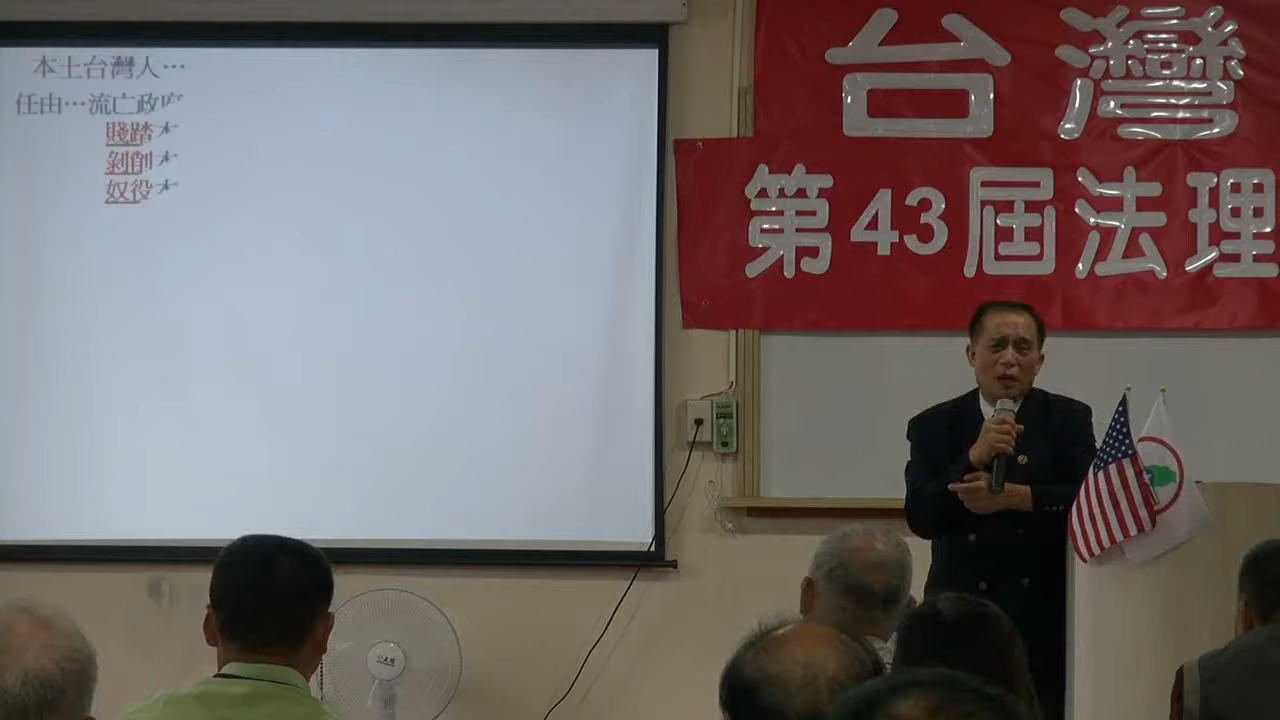 本土台灣人…
任由…流亡政府
賤踏
剝削
奴役
台灣
第43屆法理